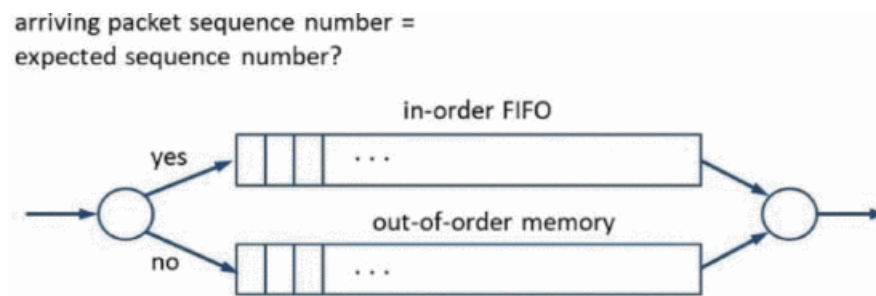 arriving packet sequence number =
expected sequence number?
in-order FIFO
yes
...
out-of-order memory
no
...